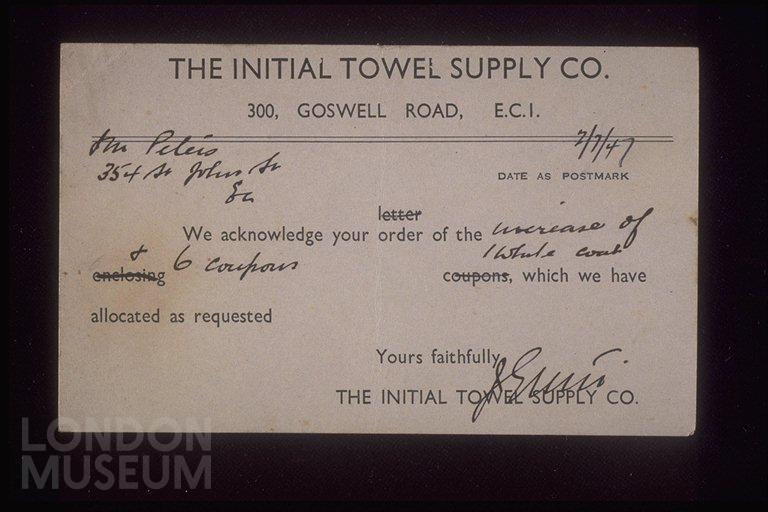 THE INITIAL TOWEL SUPPLY CO.
300, GOSWELL ROAD, E.C.1.
7/7/47
Mr Peters
354 St Johns St
EC
DATE AS POSTMARK
letter
We acknowledge your order of the increase of
1 White coat
& 6 coupons
enclosing coupons, which we have
allocated as requested
Yours faithfully,
THE INITIAL TOWEL SUPPLY CO.
LONDON
MUSEUM